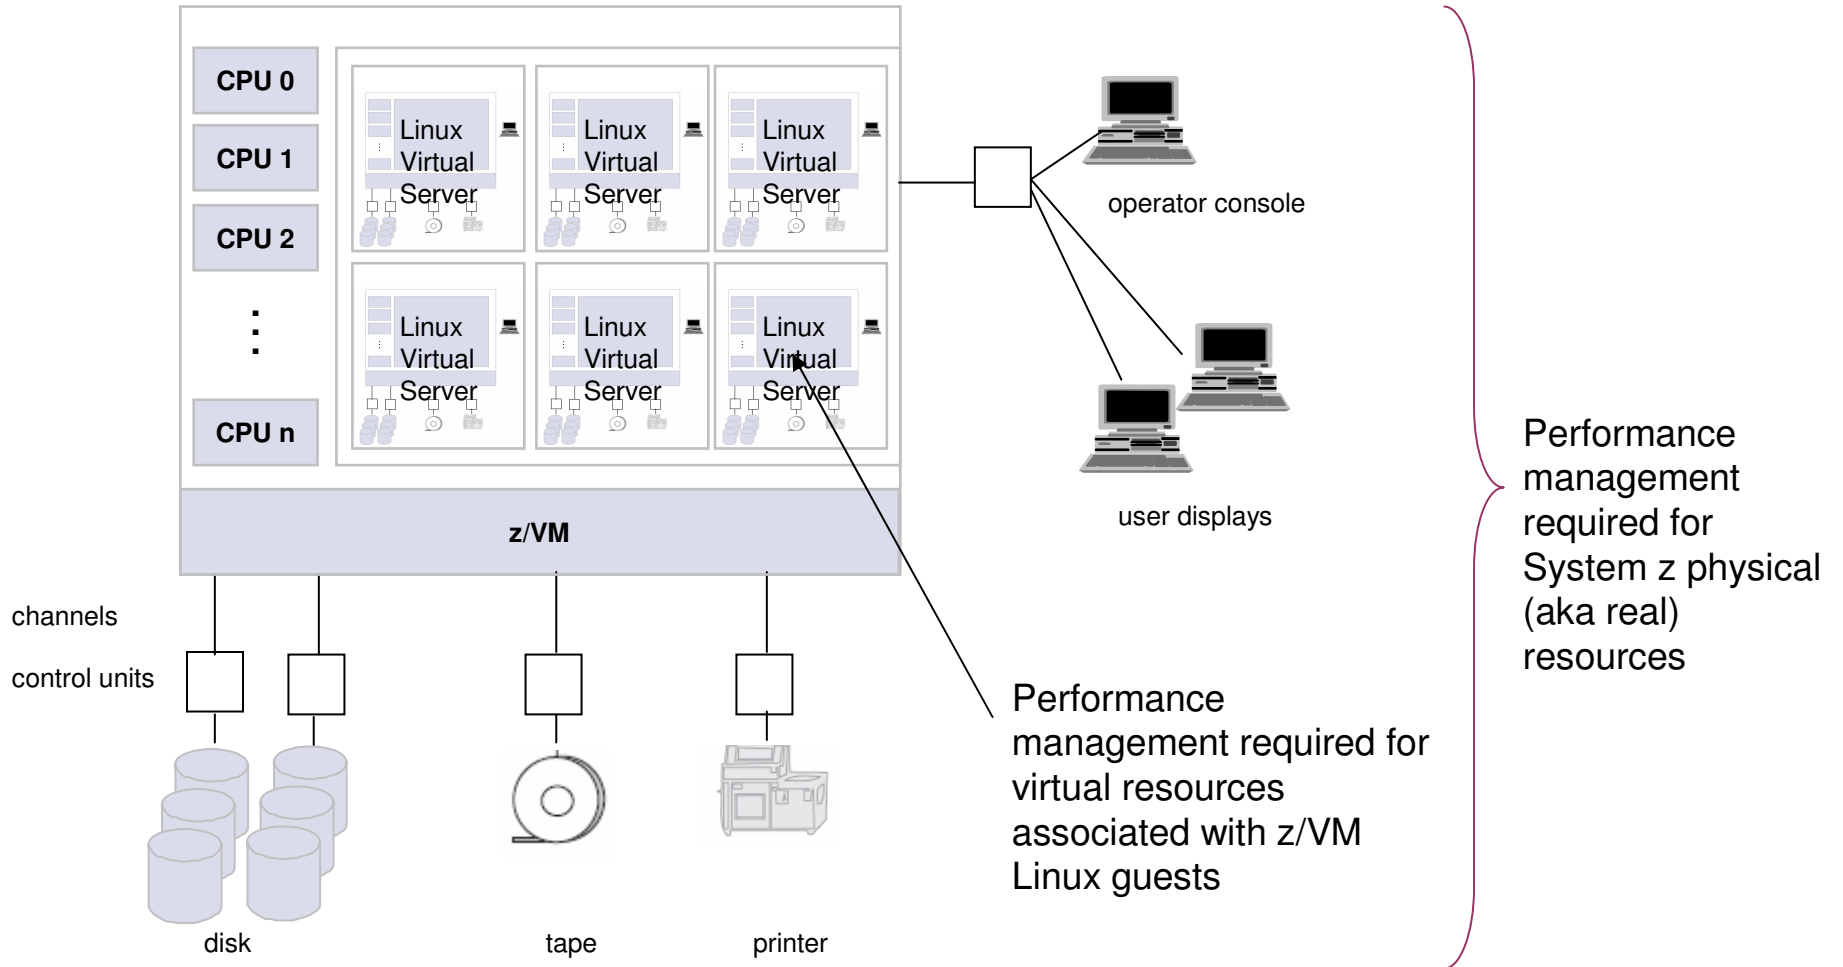 CPU 0
CPU 1
CPU 2
CPU n
Linux
Virtual
Server
Linux
Virtual
Server
Linux
Virtual
Server
Linux
Virtual
Server
Linux
Virtual
Server
Linux
Virtual
Server
z/VM
operator console
user displays
channels
control units
disk
tape
printer
Performance
management required for
virtual resources
associated with z/VM
Linux guests
Performance
management
required for
System z physical
(aka real)
resources